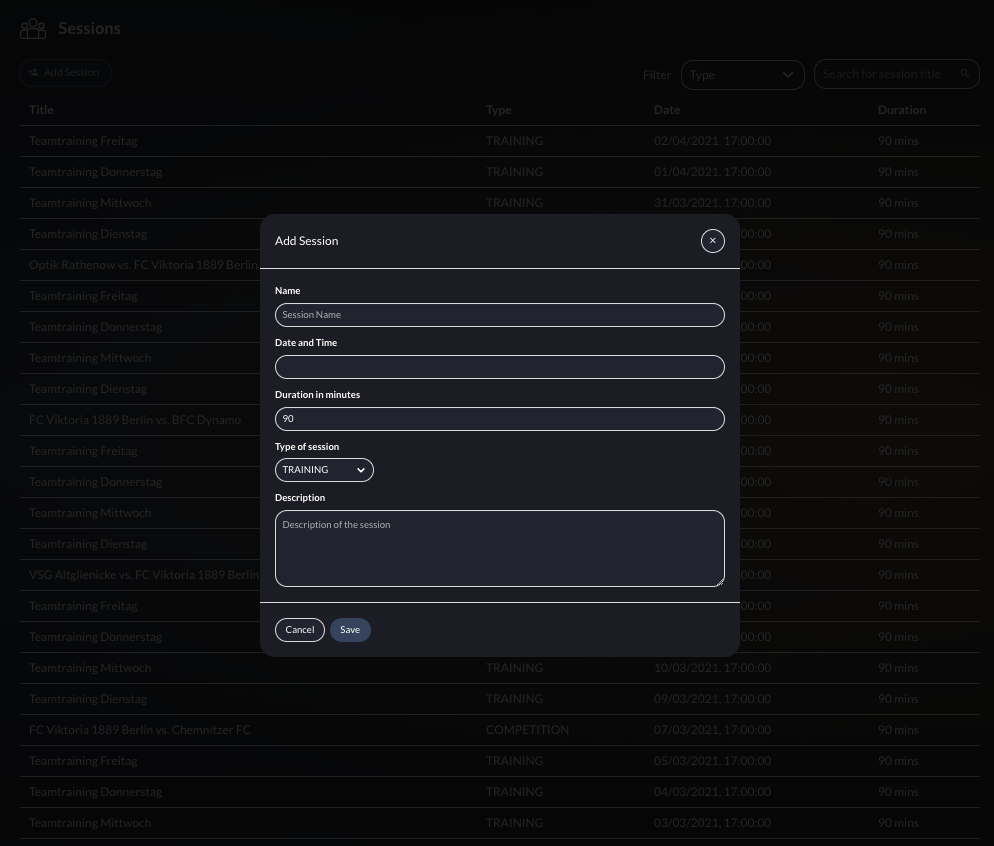 Sessions
Add Session
Filter Type Search for session title
Title Type Date Duration
Teamtraining Freitag TRAINING 02/04/2021, 17:00:00 90 mins
Teamtraining Donnerstag TRAINING 01/04/2021, 17:00:00 90 mins
Teamtraining Mittwoch TRAINING 31/03/2021, 17:00:00 90 mins
Teamtraining Dienstag 00:00 90 mins
Optik Rathenow vs. FC Viktoria 1889 Berlin 00:00 90 mins
Teamtraining Freitag 00:00 90 mins
Teamtraining Donnerstag 00:00 90 mins
Teamtraining Mittwoch 00:00 90 mins
Teamtraining Dienstag 00:00 90 mins
FC Viktoria 1889 Berlin vs. BFC Dynamo 00:00 90 mins
Teamtraining Freitag 00:00 90 mins
Teamtraining Donnerstag 00:00 90 mins
Teamtraining Mittwoch 00:00 90 mins
Teamtraining Dienstag 00:00 90 mins
VSG Altglienicke vs. FC Viktoria 1889 Berlin 00:00 90 mins
Teamtraining Freitag 00:00 90 mins
Teamtraining Donnerstag 00:00 90 mins
Teamtraining Mittwoch TRAINING 10/03/2021, 17:00:00 90 mins
Teamtraining Dienstag TRAINING 09/03/2021, 17:00:00 90 mins
FC Viktoria 1889 Berlin vs. Chemnitzer FC COMPETITION 07/03/2021, 17:00:00 90 mins
Teamtraining Freitag TRAINING 05/03/2021, 17:00:00 90 mins
Teamtraining Donnerstag TRAINING 04/03/2021, 17:00:00 90 mins
Teamtraining Mittwoch TRAINING 03/03/2021, 17:00:00 90 mins
Add Session
Name
Session Name
Date and Time
Duration in minutes
90
Type of session
TRAINING
Description
Description of the session
Cancel Save